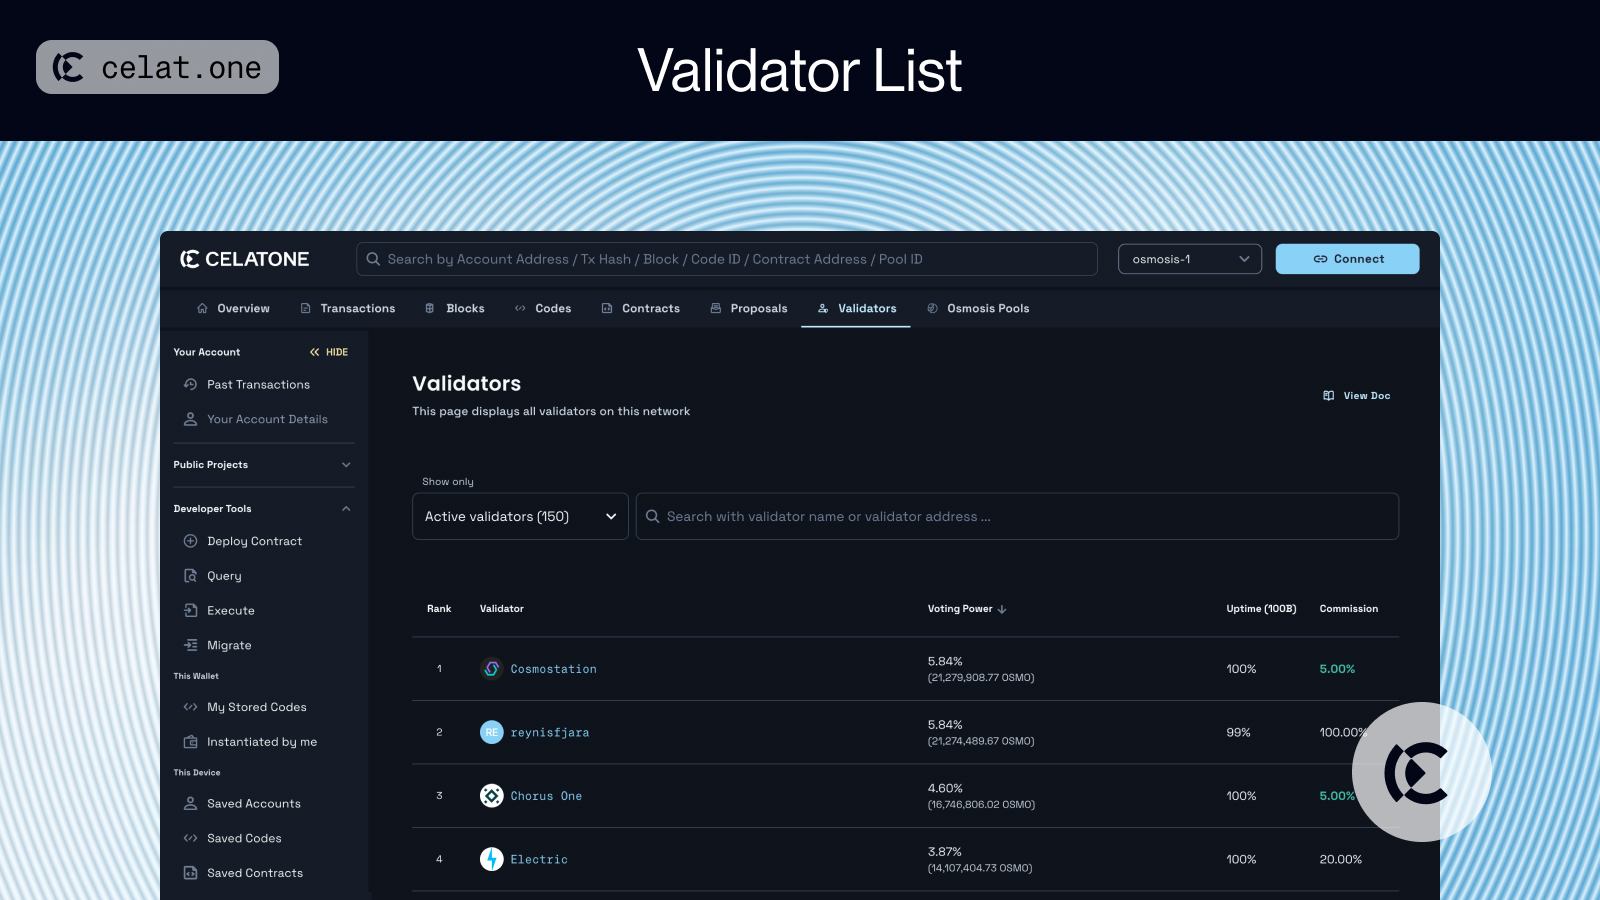 celat.one
Validator List
CELATONE
Search by Account Address / Tx Hash / Block / Code ID / Contract Address / Pool ID
osmosis-1
Connect
Overview
Transactions
Blocks
Codes
Contracts
Proposals
Validators
Osmosis Pools
Your Account
HIDE
Past Transactions
Your Account Details
Public Projects
Developer Tools
Deploy Contract
Query
Execute
Migrate
This Wallet
My Stored Codes
Instantiated by me
This Device
Saved Accounts
Saved Codes
Saved Contracts
Validators
This page displays all validators on this network
View Doc
Show only
Active validators (150)
Search with validator name or validator address ...
Rank Validator Voting Power Uptime (100B) Commission
1 Cosmostation 5.84% 100% 5.00%
(21,279,908.77 OSMO)
2 RE reynisfjara 5.84% 99% 100.00%
(21,274,489.67 OSMO)
3 Chorus One 4.60% 100% 5.00%
(16,746,806.02 OSMO)
4 Electric 3.87% 100% 20.00%
(14,107,404.73 OSMO)